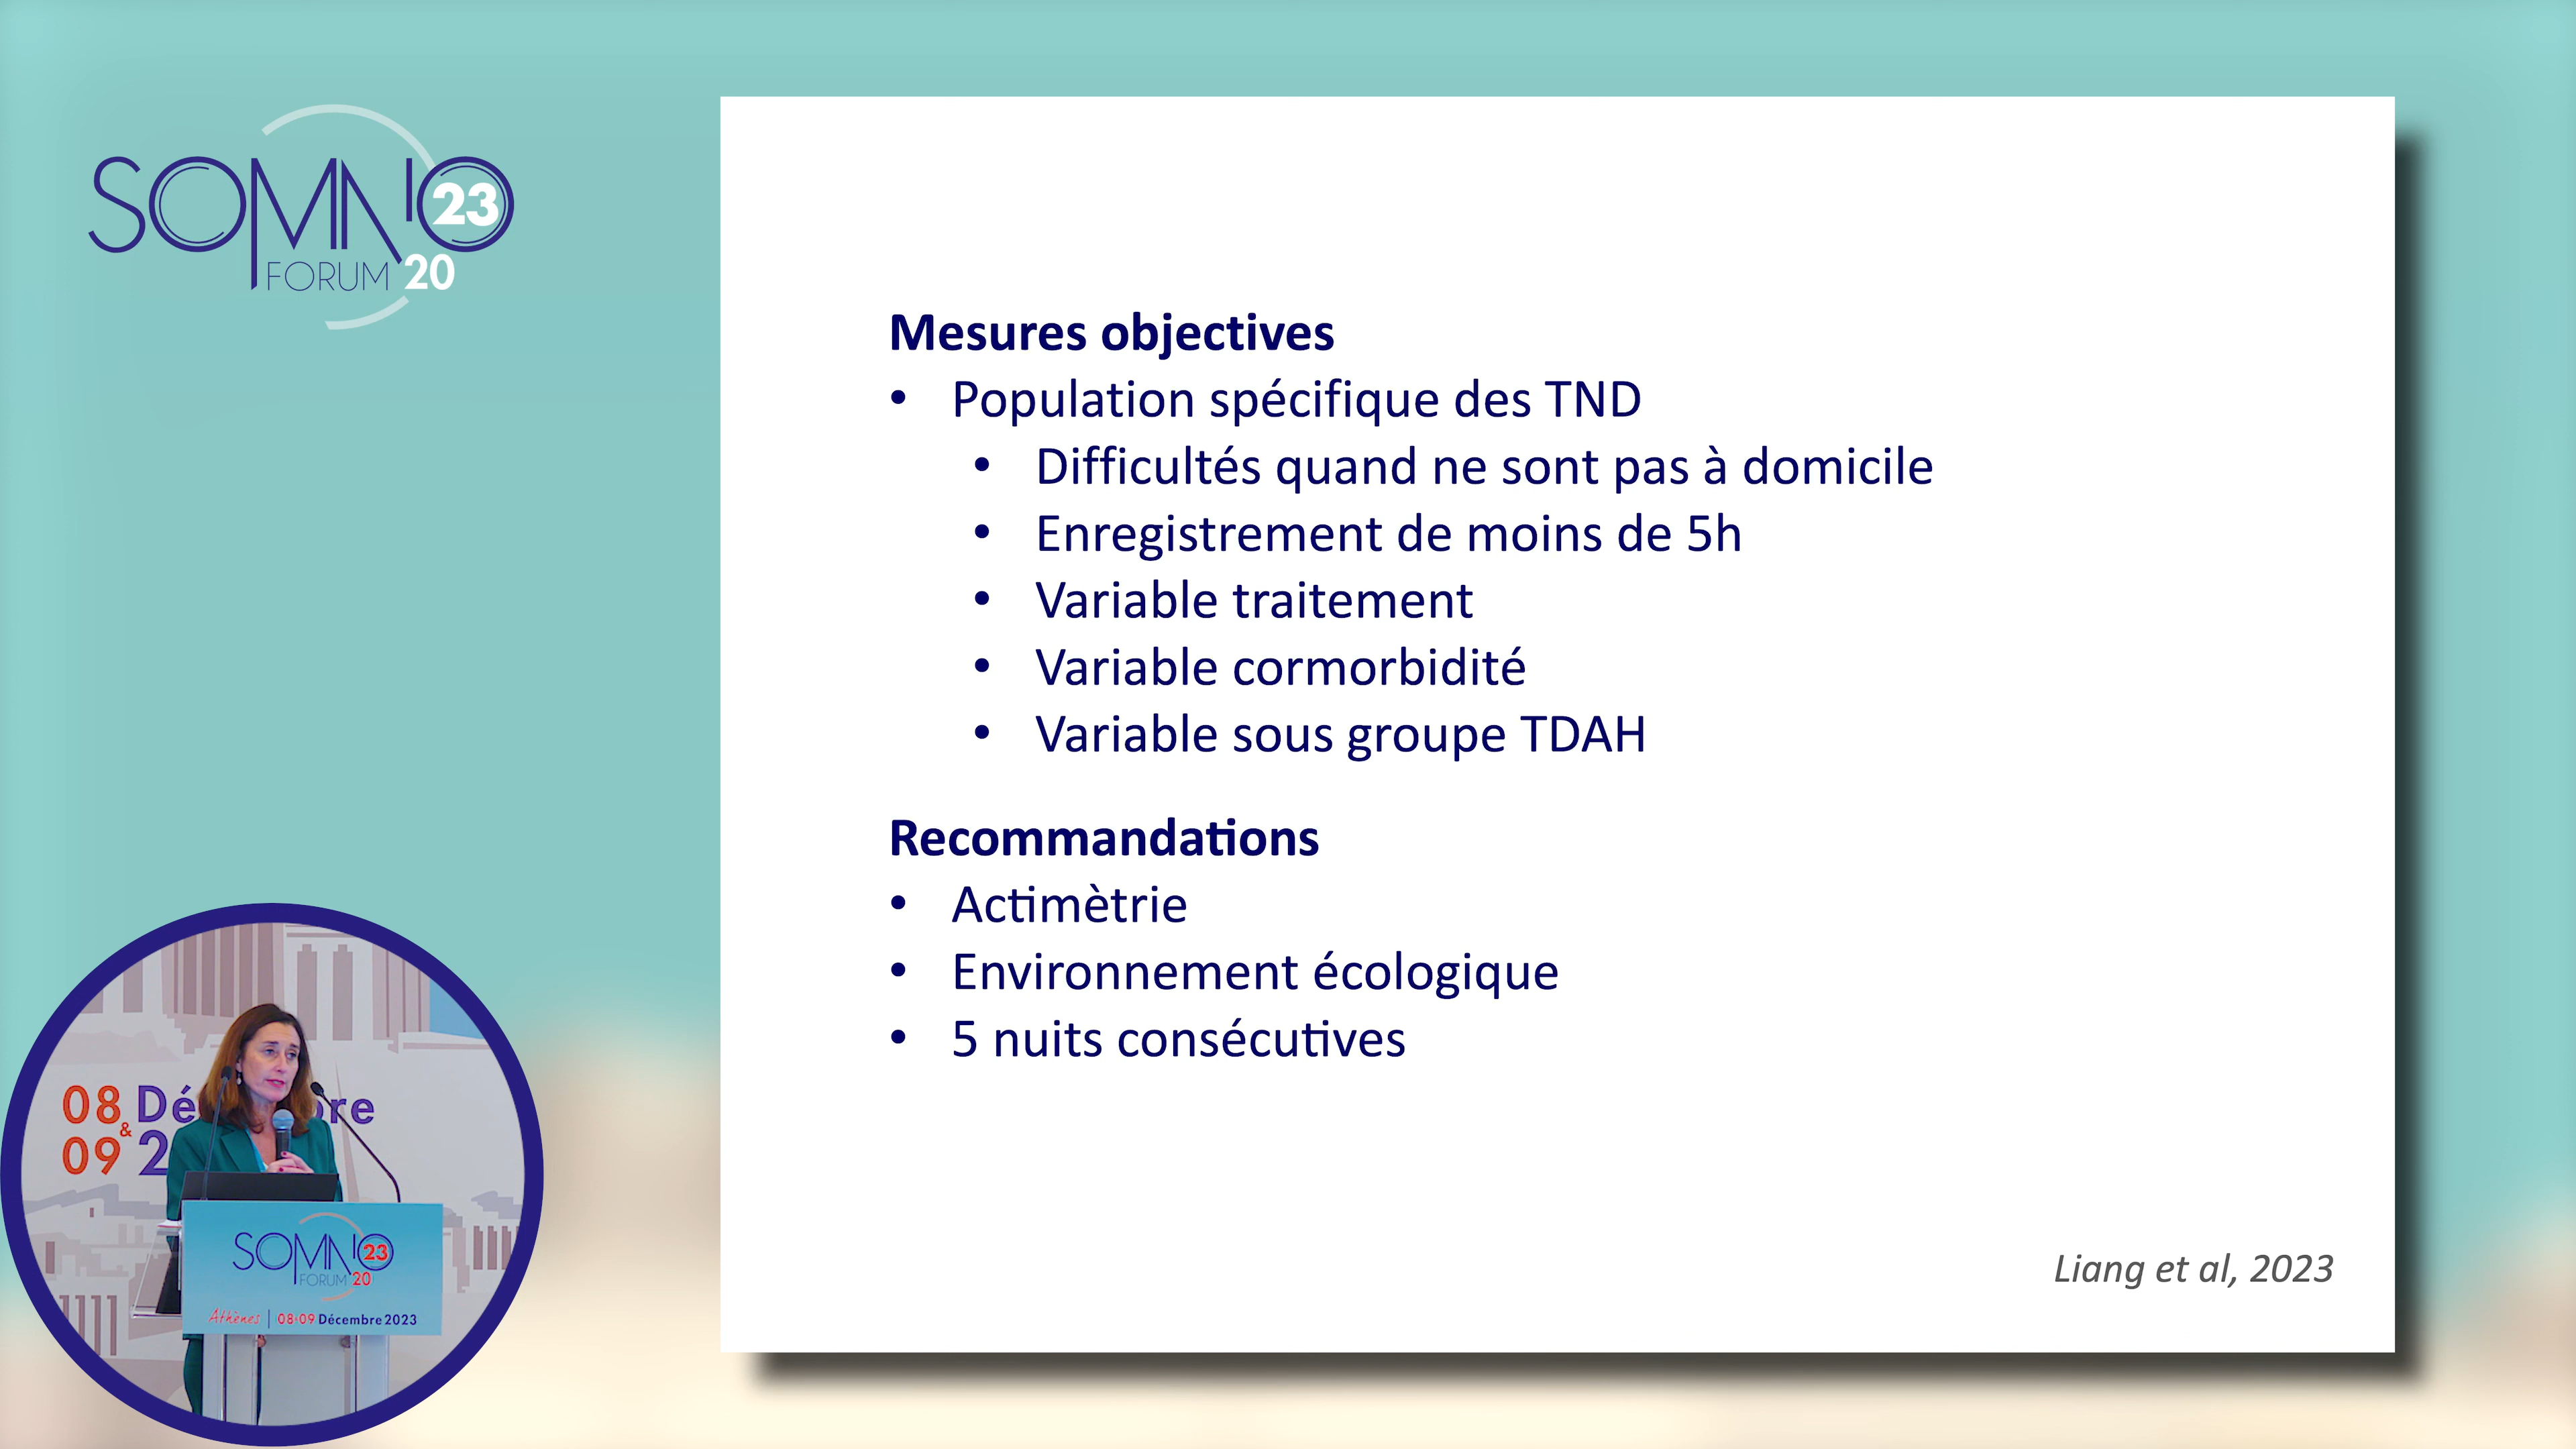 SOMNO
23
FORUM 20
Mesures objectives
• Population spécifique des TND
• Difficultés quand ne sont pas à domicile
• Enregistrement de moins de 5h
• Variable traitement
• Variable cormorbidité
• Variable sous groupe TDAH
Recommandations
• Actimètrie
• Environnement écologique
• 5 nuits consécutives
Liang et al, 2023
08
&
09
SOMNO
23
FORUM 20
Athènes | 08-09 Décembre 2023